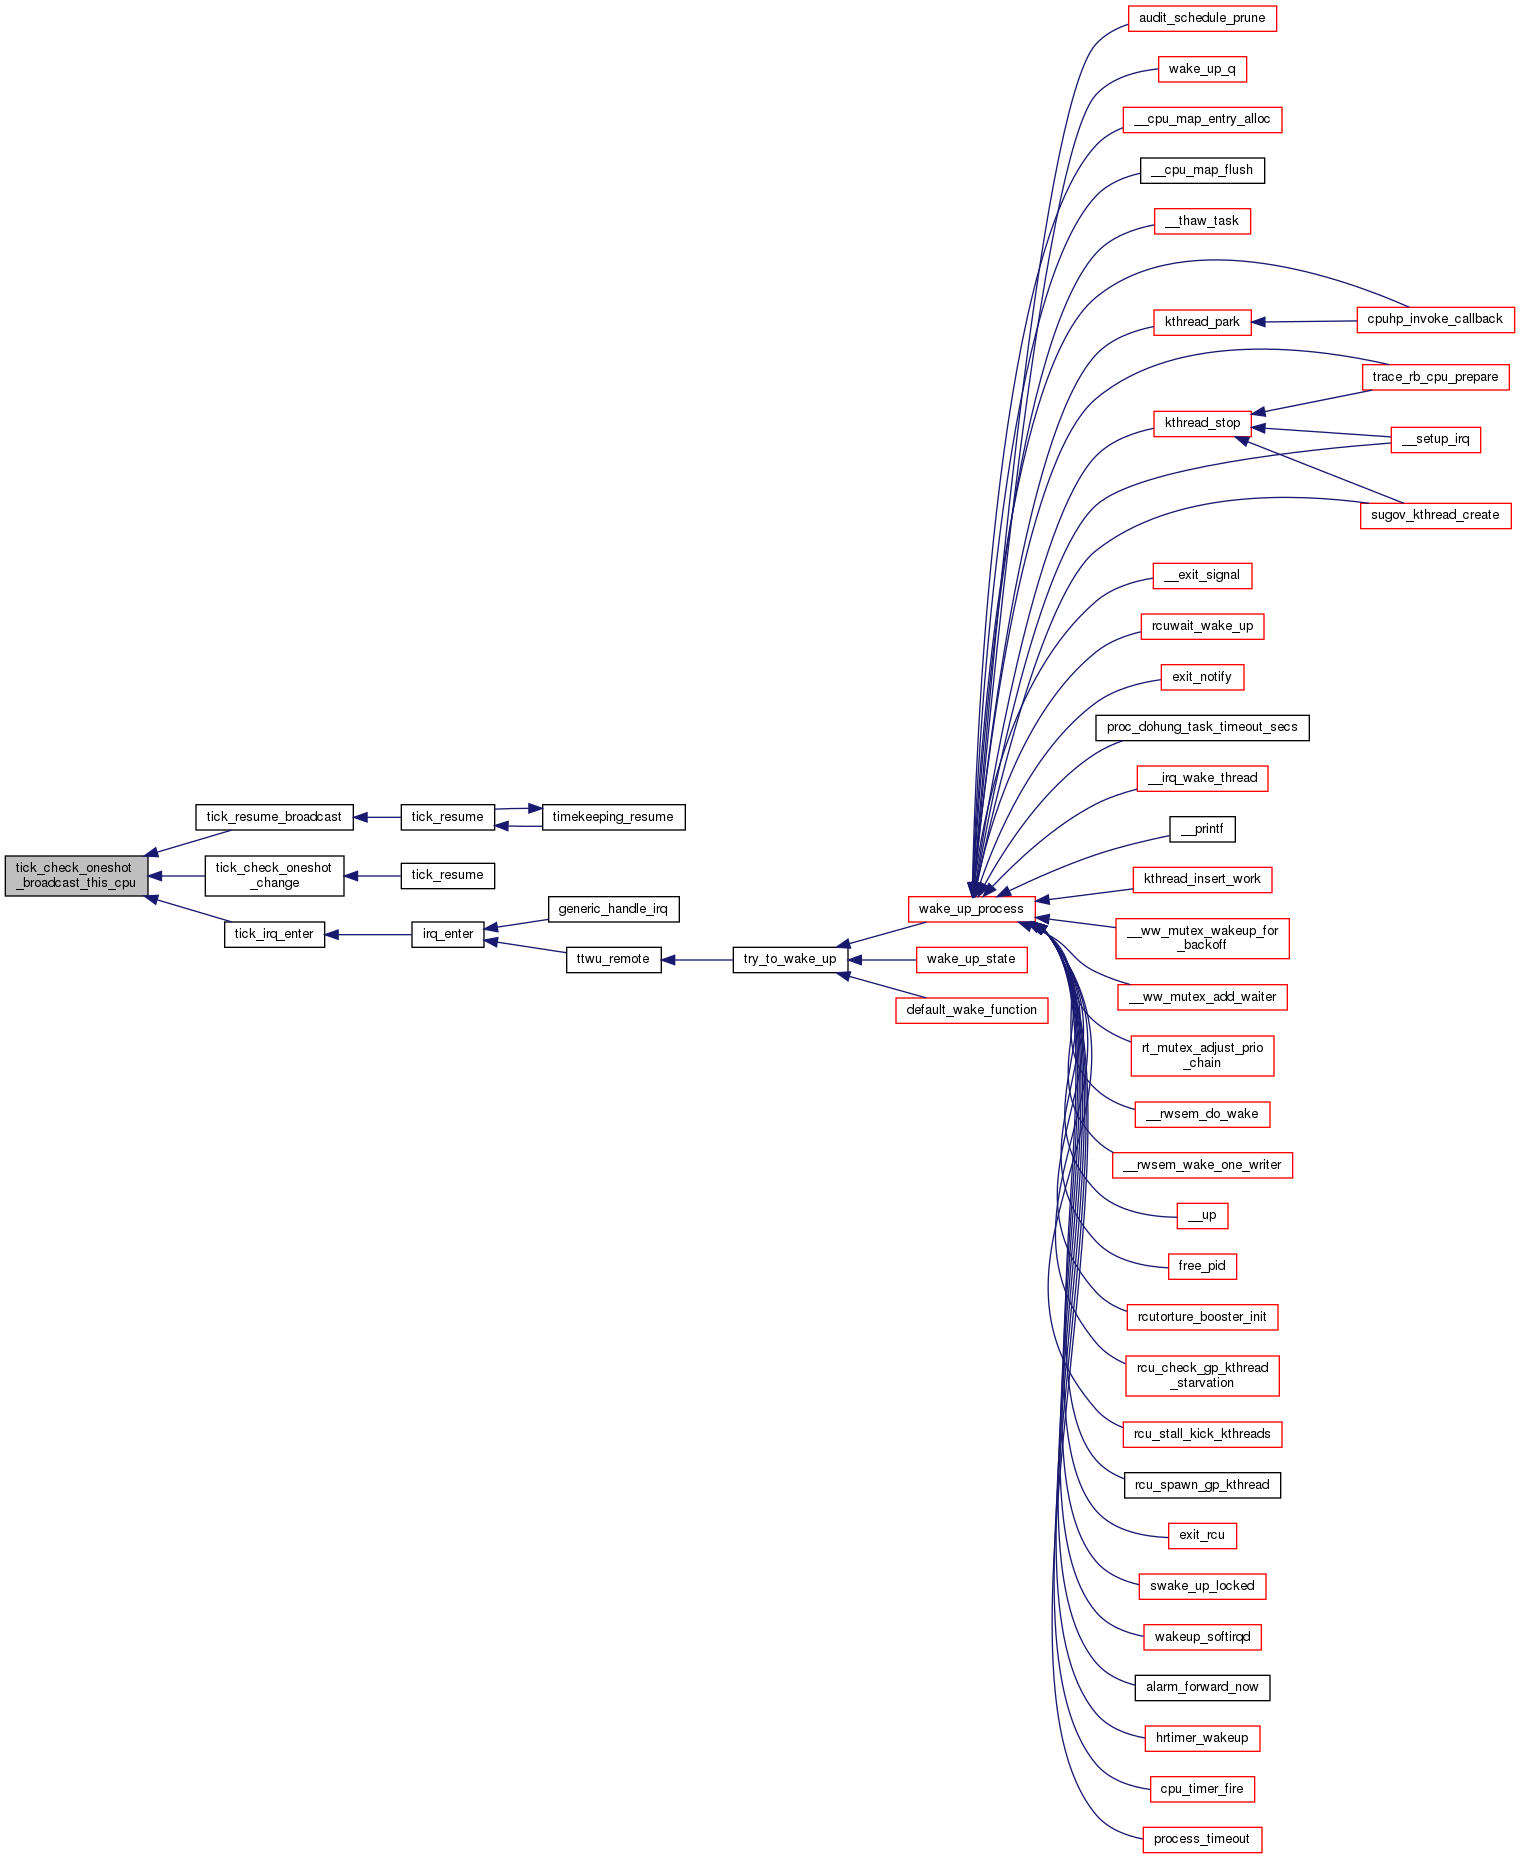 audit_schedule_prune
wake_up_q
__cpu_map_entry_alloc
__cpu_map_flush
__thaw_task
kthread_park
cpuhp_invoke_callback
trace_rb_cpu_prepare
kthread_stop
__setup_irq
sugov_kthread_create
__exit_signal
rcuwait_wake_up
exit_notify
proc_dohung_task_timeout_secs
__irq_wake_thread
tick_resume_broadcast
tick_resume
timekeeping_resume
__printf
tick_check_oneshot
_broadcast_this_cpu
tick_check_oneshot
_change
tick_resume
kthread_insert_work
generic_handle_irq
wake_up_process
tick_irq_enter
irq_enter
__ww_mutex_wakeup_for
_backoff
ttwu_remote
try_to_wake_up
wake_up_state
__ww_mutex_add_waiter
default_wake_function
rt_mutex_adjust_prio
_chain
__rwsem_do_wake
__rwsem_wake_one_writer
__up
free_pid
rcutorture_booster_init
rcu_check_gp_kthread
_starvation
rcu_stall_kick_kthreads
rcu_spawn_gp_kthread
exit_rcu
swake_up_locked
wakeup_softirqd
alarm_forward_now
hrtimer_wakeup
cpu_timer_fire
process_timeout